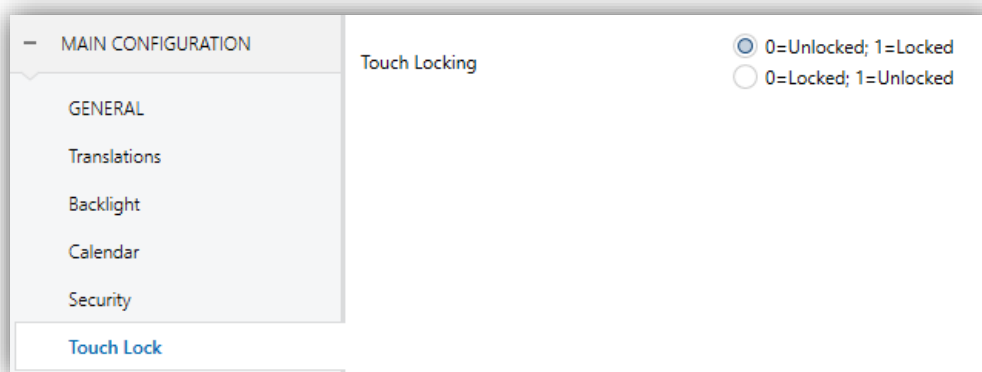 MAIN CONFIGURATION
GENERAL
Translations
Backlight
Calendar
Security
Touch Lock
Touch Locking
0=Unlocked; 1=Locked
0=Locked; 1=Unlocked